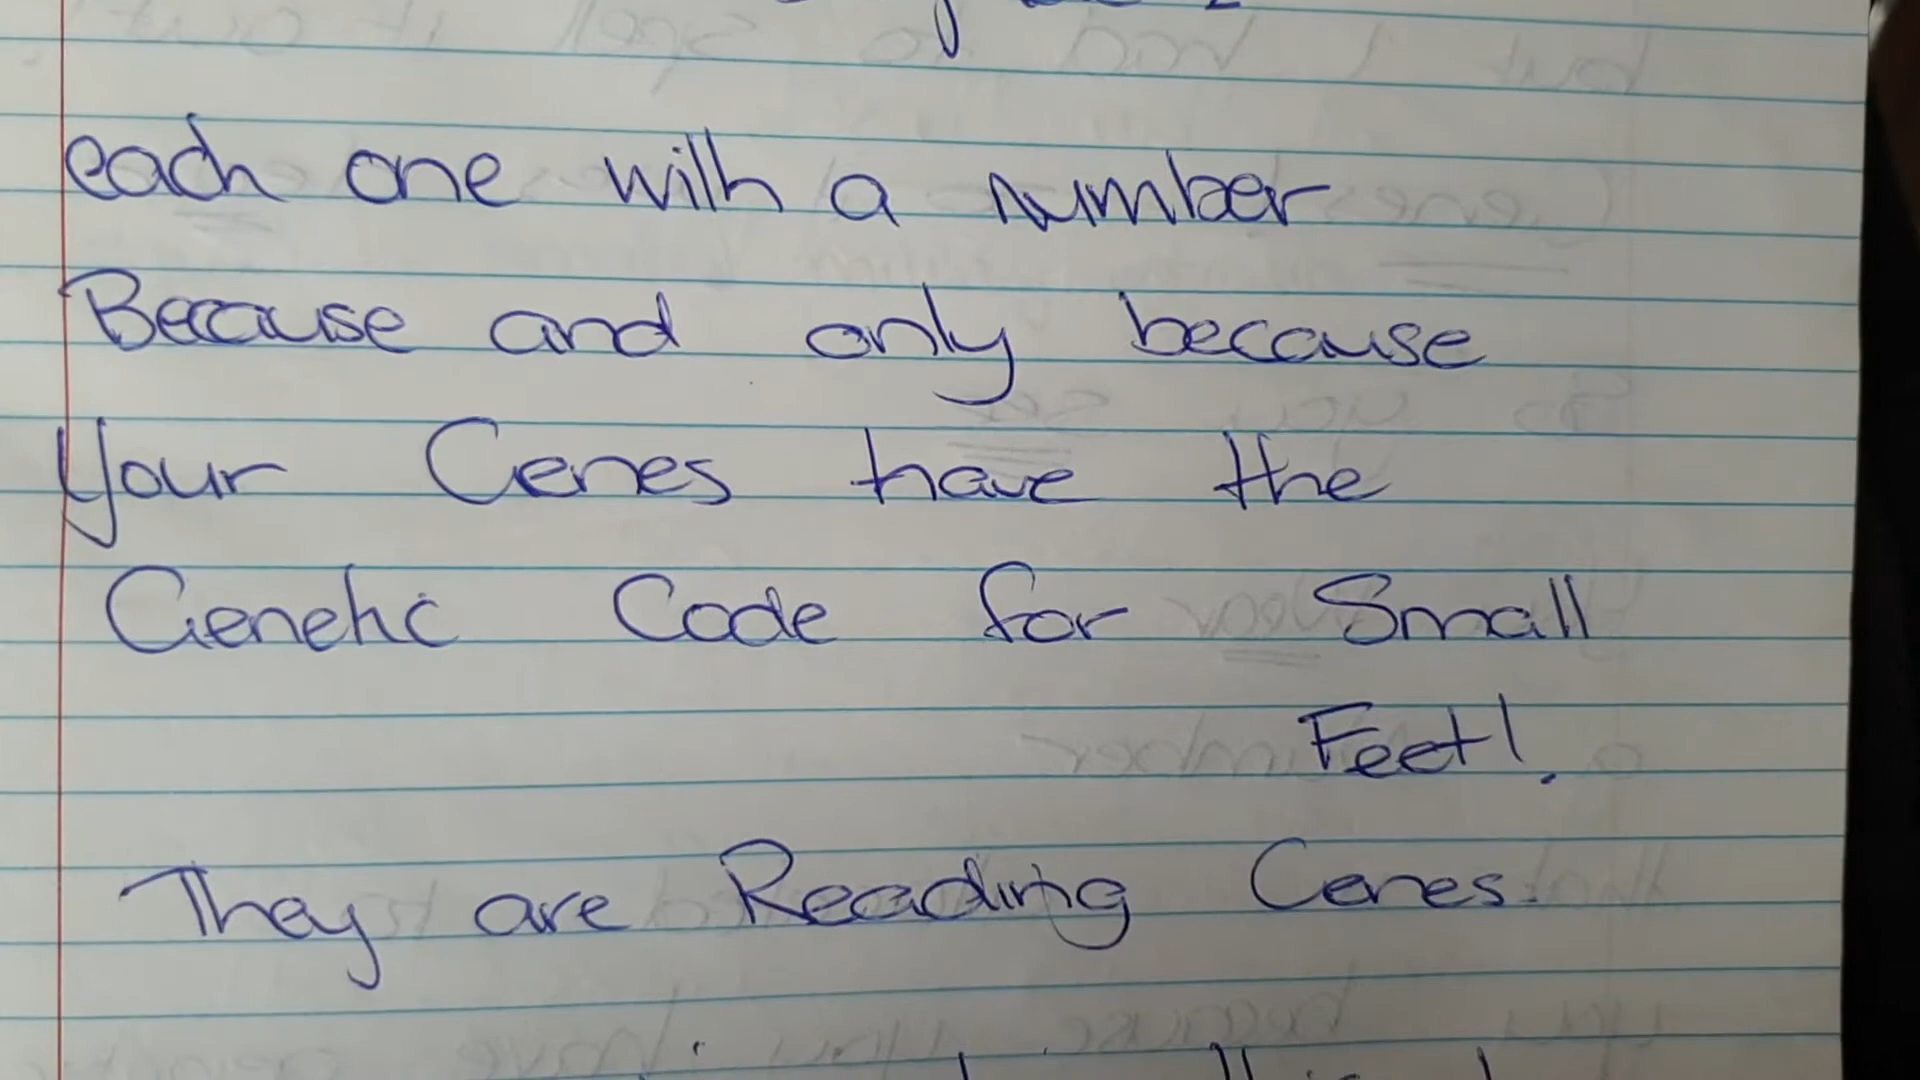 each one with a number
Because and only because
Your Genes have the
Genetic Code for Small
Feet!.
They are Reading Genes.